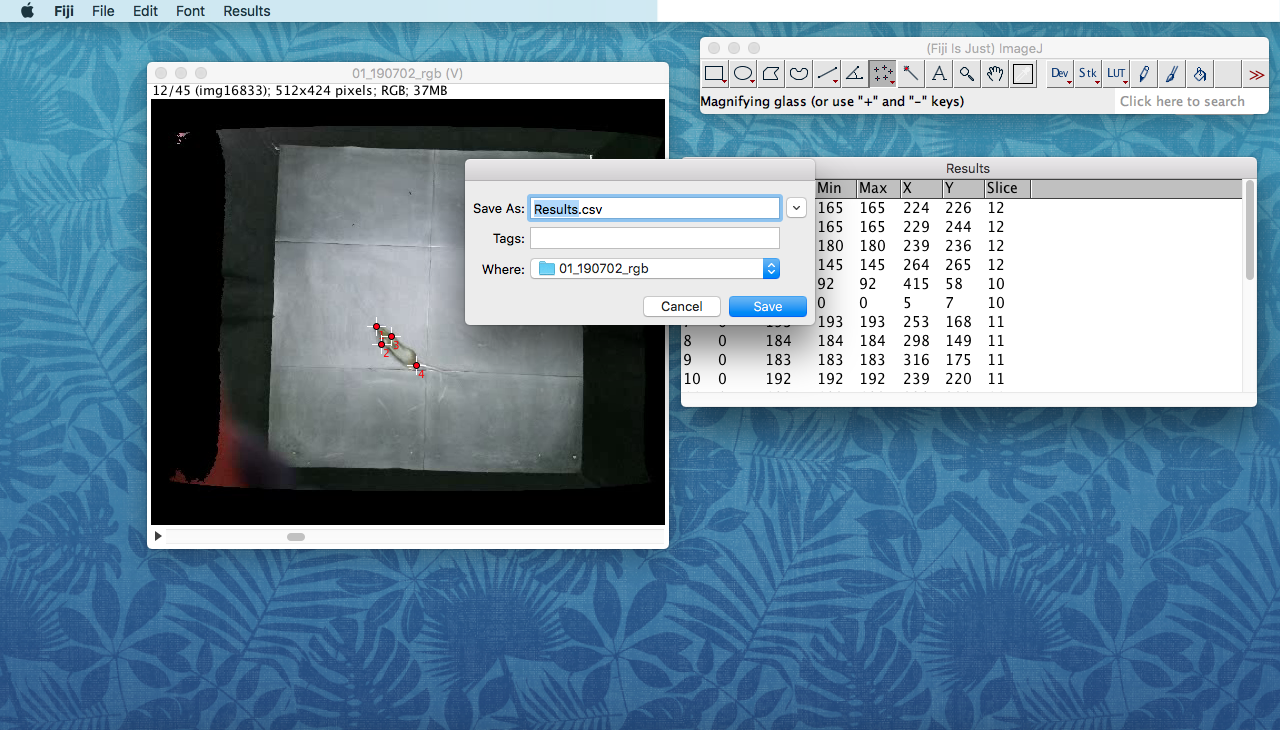 Fiji File Edit Font Results
(Fiji Is Just) ImageJ
Dev Stk LUT
Magnifying glass (or use "+" and "-" keys)
Click here to search
01_190702_rgb (V)
12/45 (img16833); 512x424 pixels; RGB; 37MB
2
3
4
Save As: Results.csv
Tags:
Where: 01_190702_rgb
Cancel Save
Results
Min Max X Y Slice
165 165 224 226 12
165 165 229 244 12
180 180 239 236 12
145 145 264 265 12
92 92 415 58 10
0 0 5 7 10
193 193 253 168 11
8 0 184 184 184 298 149 11
9 0 183 183 183 316 175 11
10 0 192 192 192 239 220 11